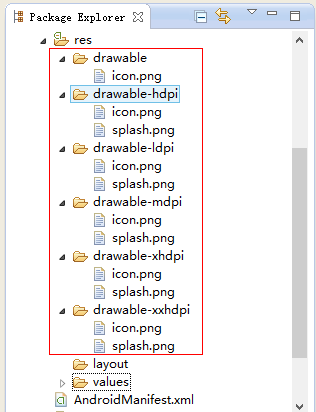 Package Explorer
res
drawable
icon.png
drawable-hdpi
icon.png
splash.png
drawable-ldpi
icon.png
splash.png
drawable-mdpi
icon.png
splash.png
drawable-xhdpi
icon.png
splash.png
drawable-xxhdpi
icon.png
splash.png
layout
values
AndroidManifest.xml